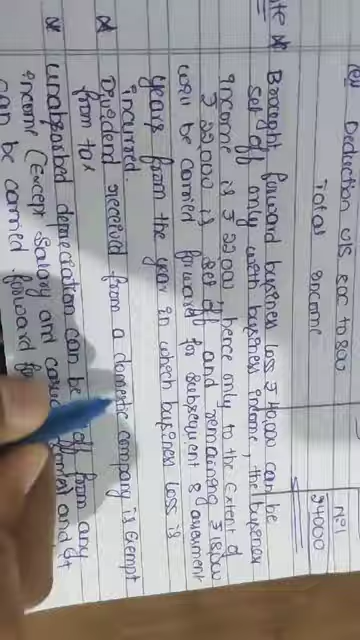 Deduction U/S 80C to 80U Nil
Total income 94000
Brought forward business loss ₹ 40,000 can be
set off only with business income, the business
income is ₹ 22,000, hence only to the extent of
₹ 22,000 is set off and remaining ₹ 18,000
will be carried forward for subsequent 8 assessment
years from the year in which business loss is
incurred.
Dividend received from a domestic company is exempt
from tax
unabsorbed depreciation can be off from any
income (except salary and and it
can be carried forward